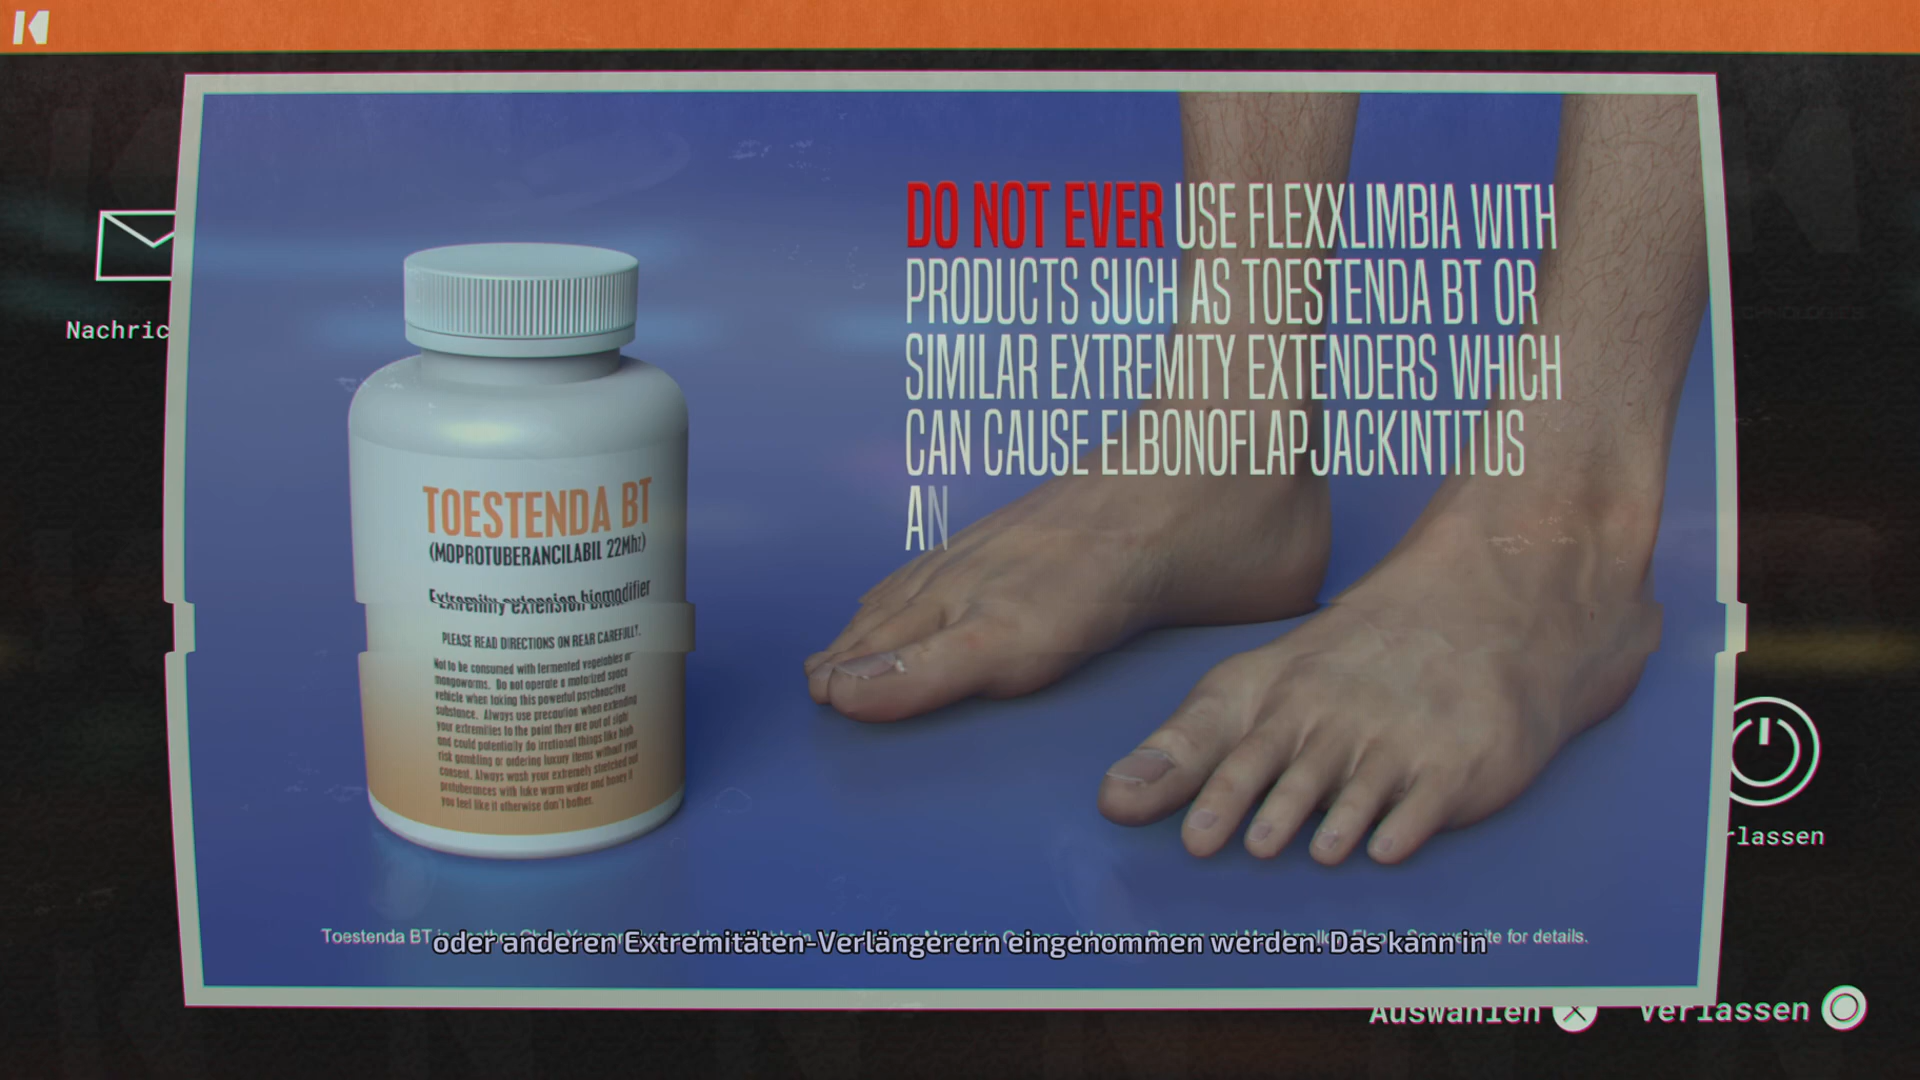 Nachric
DO NOT EVER USE FLEXXLIMBIA WITH
PRODUCTS SUCH AS TOESTENDA BT OR
SIMILAR EXTREMITY EXTENDERS WHICH
CAN CAUSE ELBONOFLAPJACKINTITUS
AN
TOESTENDA BT
(MOPROTUBERANCILABIL 22Mhz)
Extremity extension biomodifier
PLEASE READ DIRECTIONS ON REAR CAREFULLY.
Not to be consumed with fermented vegetables or
mangoworms. Do not operate a motorized space
vehicle when taking this powerful psychoactive
substance. Always use precaution when extending
your extremities to the point they are out of sight
and could potentially do irrational things like high
risk gambling or ordering luxury items without your
consent. Always wash your extremely stretched out
protuberances with luke warm water and honey if
you feel like it otherwise don't bother.
rlassen
Toestenda BT for details.
oder anderen Extremitäten-Verlängerern eingenommen werden. Das kann in
Auswählen Verlassen